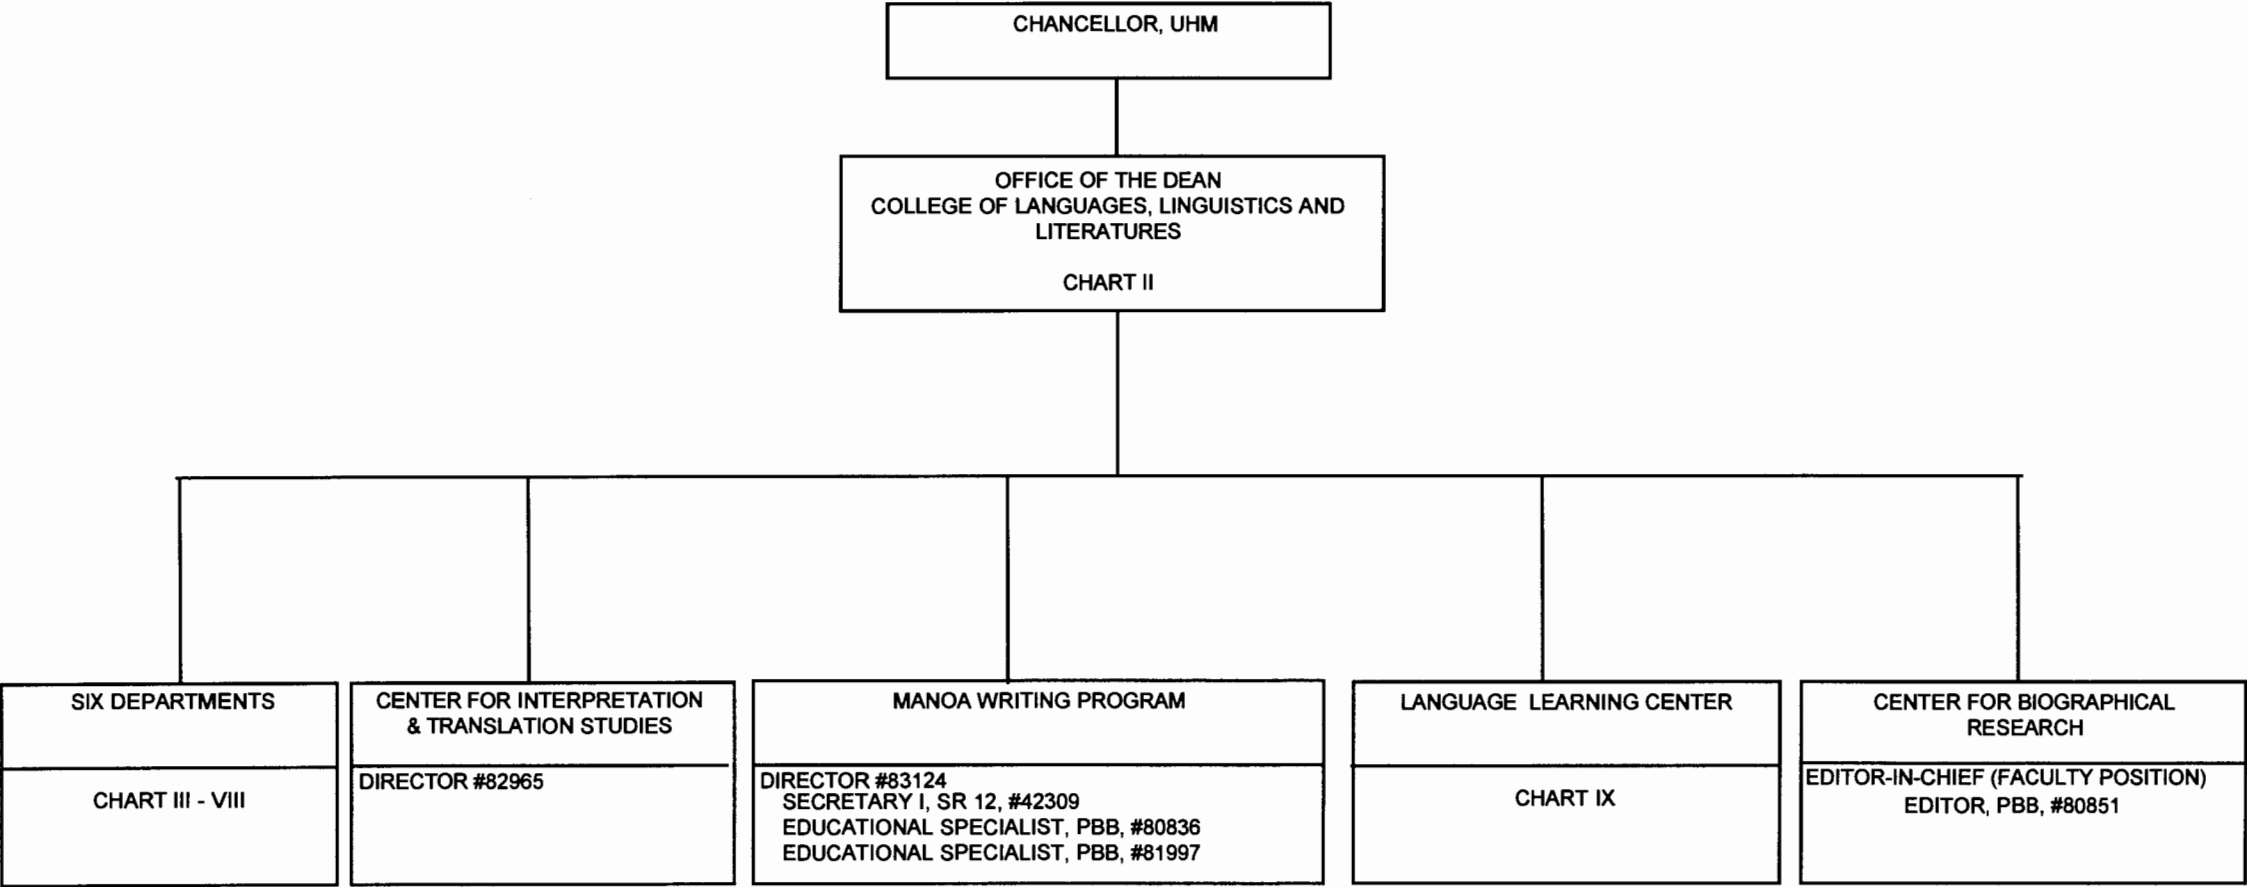 CHANCELLOR, UHM
OFFICE OF THE DEAN
COLLEGE OF LANGUAGES, LINGUISTICS AND
LITERATURES
CHART II
SIX DEPARTMENTS
CHART III - VIII
CENTER FOR INTERPRETATION
& TRANSLATION STUDIES
DIRECTOR #82965
MANOA WRITING PROGRAM
DIRECTOR #83124
SECRETARY I, SR 12, #42309
EDUCATIONAL SPECIALIST, PBB, #80836
EDUCATIONAL SPECIALIST, PBB, #81997
LANGUAGE LEARNING CENTER
CHART IX
CENTER FOR BIOGRAPHICAL
RESEARCH
EDITOR-IN-CHIEF (FACULTY POSITION)
EDITOR, PBB, #80851